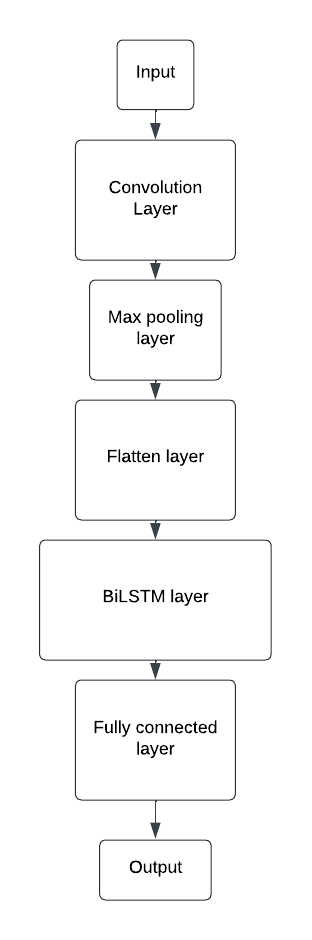 Input
Convolution
Layer
Max pooling
layer
Flatten layer
BiLSTM layer
Fully connected
layer
Output